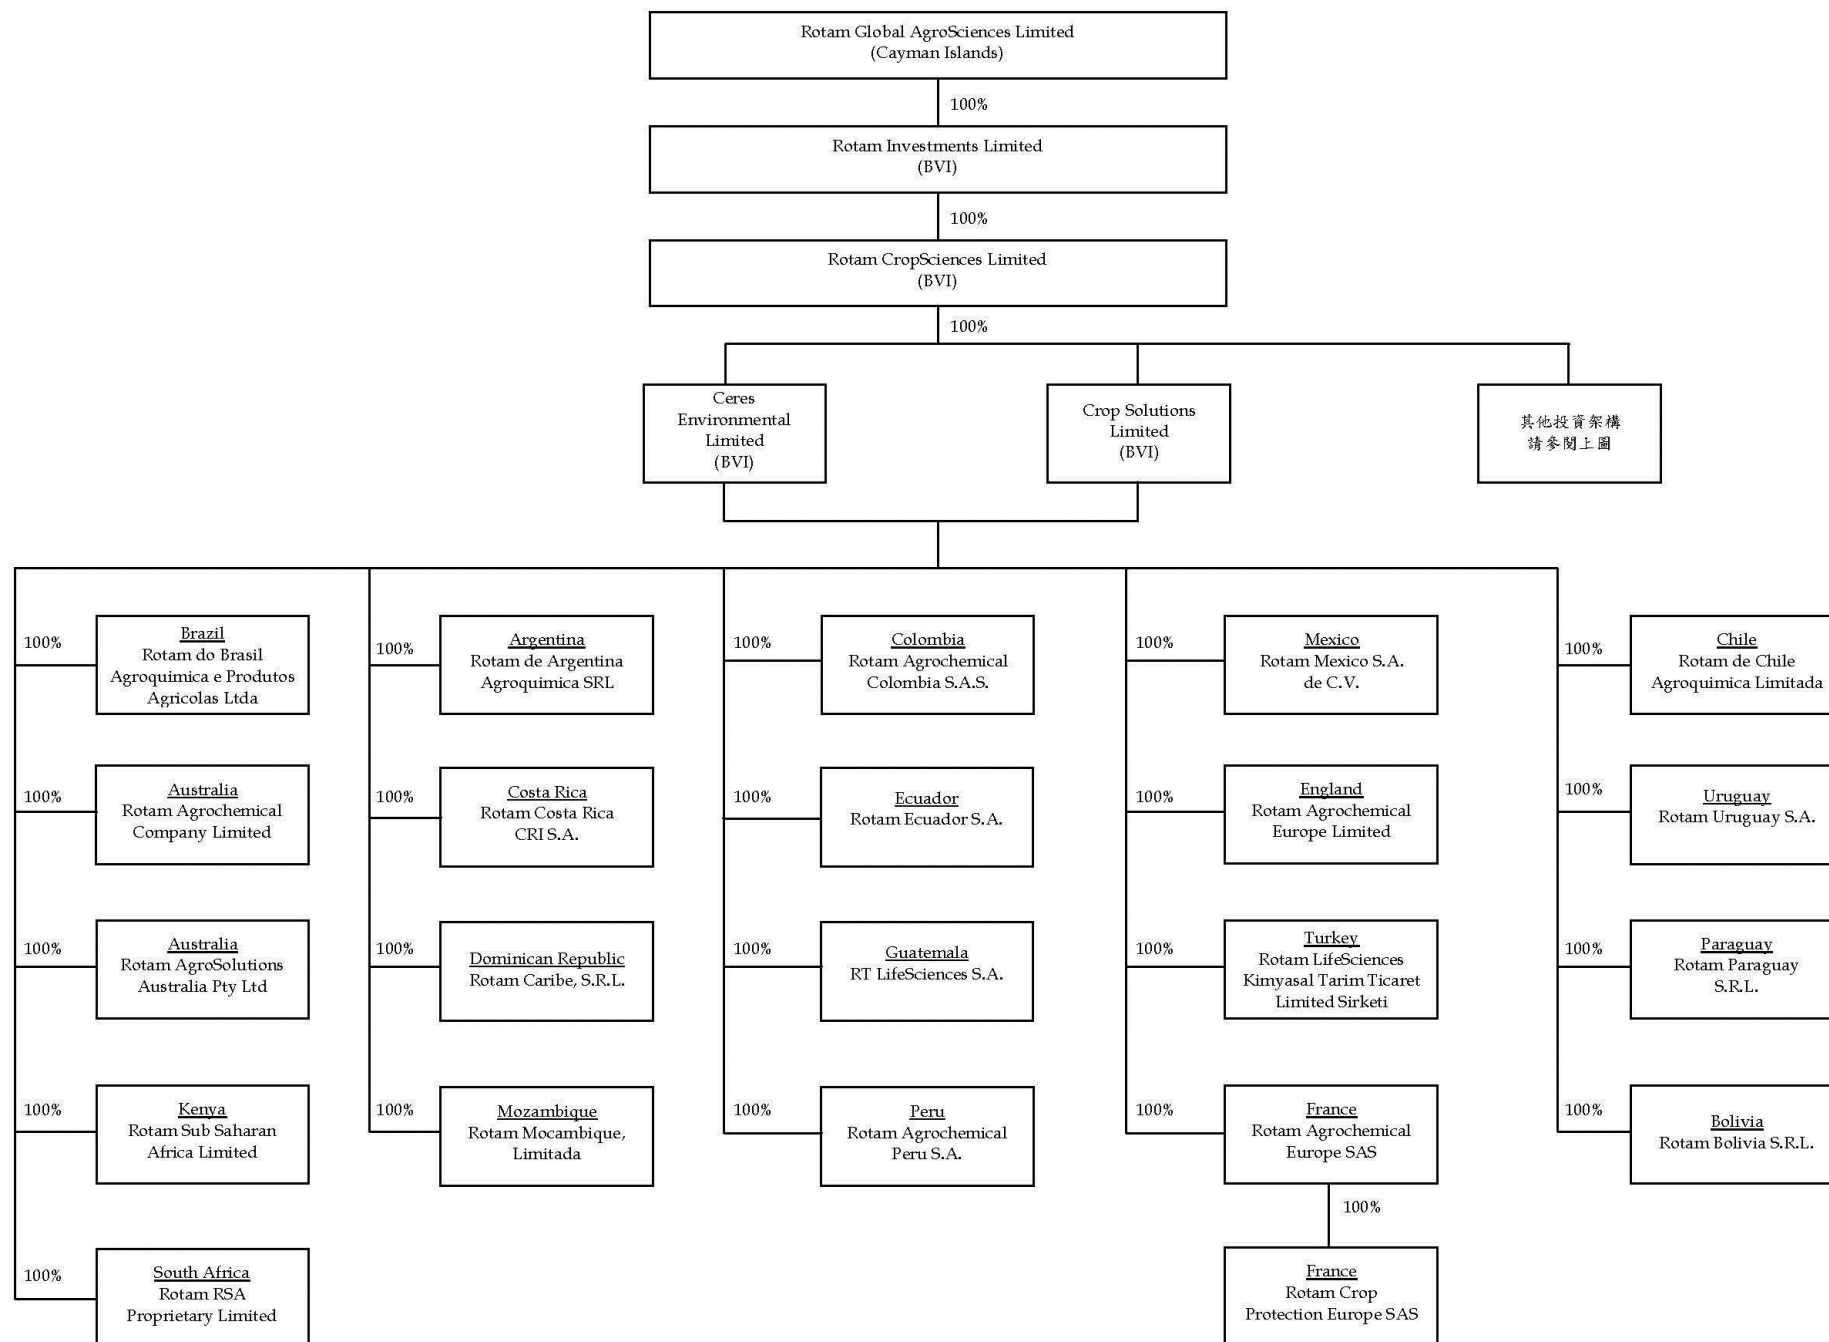 Rotam Global AgroSciences Limited
(Cayman Islands)
100%
Rotam Investments Limited
(BVI)
100%
Rotam CropSciences Limited
(BVI)
100%
Ceres
Environmental
Limited
(BVI)
Crop Solutions
Limited
(BVI)
其他投資架構
請參閱上圖
100%
Brazil
Rotam do Brasil
Agroquimica e Produtos
Agricolas Ltda
100%
Argentina
Rotam de Argentina
Agroquimica SRL
100%
Colombia
Rotam Agrochemical
Colombia S.A.S.
100%
Mexico
Rotam Mexico S.A.
de C.V.
100%
Chile
Rotam de Chile
Agroquimica Limitada
100%
Australia
Rotam Agrochemical
Company Limited
100%
Costa Rica
Rotam Costa Rica
CRI S.A.
100%
Ecuador
Rotam Ecuador S.A.
100%
England
Rotam Agrochemical
Europe Limited
100%
Uruguay
Rotam Uruguay S.A.
100%
Australia
Rotam AgroSolutions
Australia Pty Ltd
100%
Dominican Republic
Rotam Caribe, S.R.L.
100%
Guatemala
RT LifeSciences S.A.
100%
Turkey
Rotam LifeSciences
Kimyasal Tarim Ticaret
Limited Sirketi
100%
Paraguay
Rotam Paraguay
S.R.L.
100%
Kenya
Rotam Sub Saharan
Africa Limited
100%
Mozambique
Rotam Mocambique,
Limitada
100%
Peru
Rotam Agrochemical
Peru S.A.
100%
France
Rotam Agrochemical
Europe SAS
100%
Bolivia
Rotam Bolivia S.R.L.
100%
South Africa
Rotam RSA
Proprietary Limited
100%
France
Rotam Crop
Protection Europe SAS